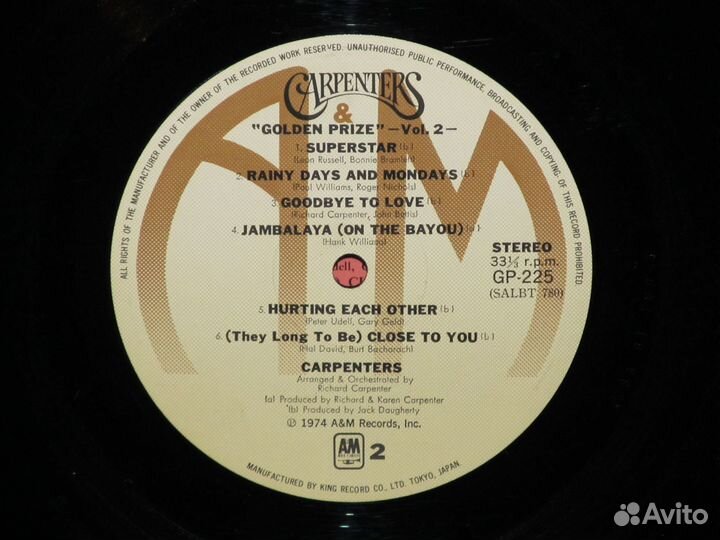 ALL RIGHTS OF THE MANUFACTURER AND OF THE OWNER OF THE RECORDED WORK RESERVED. UNAUTHORISED PUBLIC PERFORMANCE, BROADCASTING AND COPYING OF THIS RECORD PROHIBITED.
CARPENTERS
&
"GOLDEN PRIZE" —Vol. 2—
1. SUPERSTAR (b)
(Leon Russell, Bonnie Bramlett)
2. RAINY DAYS AND MONDAYS (b)
(Paul Williams, Roger Nichols)
3. GOODBYE TO LOVE (b)
(Richard Carpenter, John Bettis)
4. JAMBALAYA (ON THE BAYOU) (a)
(Hank Williams)
STEREO
33⅓ r.p.m.
GP-225
(SALBT-780)
5. HURTING EACH OTHER (b)
(Peter Udell, Gary Geld)
6. (They Long To Be) CLOSE TO YOU (b)
(Hal David, Burt Bacharach)
CARPENTERS
Arranged & Orchestrated by
Richard Carpenter
(a) Produced by Richard & Karen Carpenter
(b) Produced by Jack Daugherty
Ⓟ 1974 A&M Records, Inc.
A&M
RECORDS
2
MANUFACTURED BY KING RECORD CO., LTD. TOKYO, JAPAN
Avito